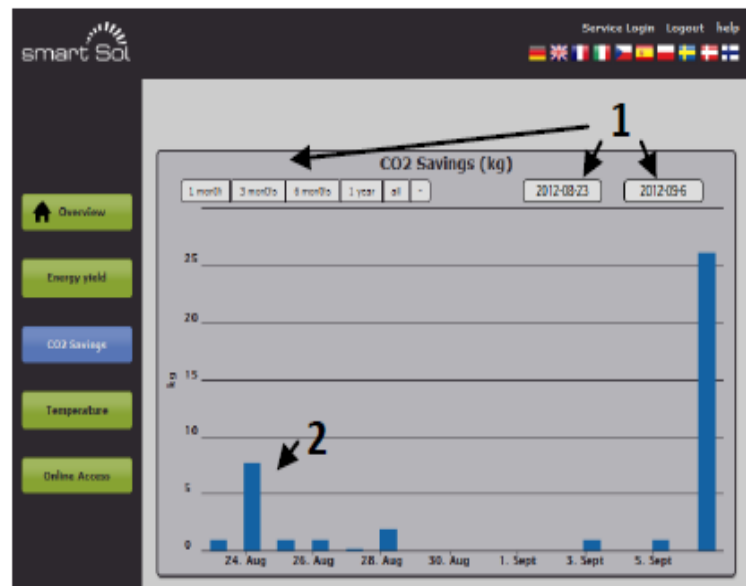 smart Sol
Service Login Logout help
1
CO2 Savings (kg)
1 month 3 months 6 months 1 year all -
2012-08-23 2012-09-6
Overview
Energy yield
CO2 Savings
Temperature
Online Access
25
20
15
10
5
0
kg
2
24. Aug 26. Aug 28. Aug 30. Aug 1. Sept 3. Sept 5. Sept